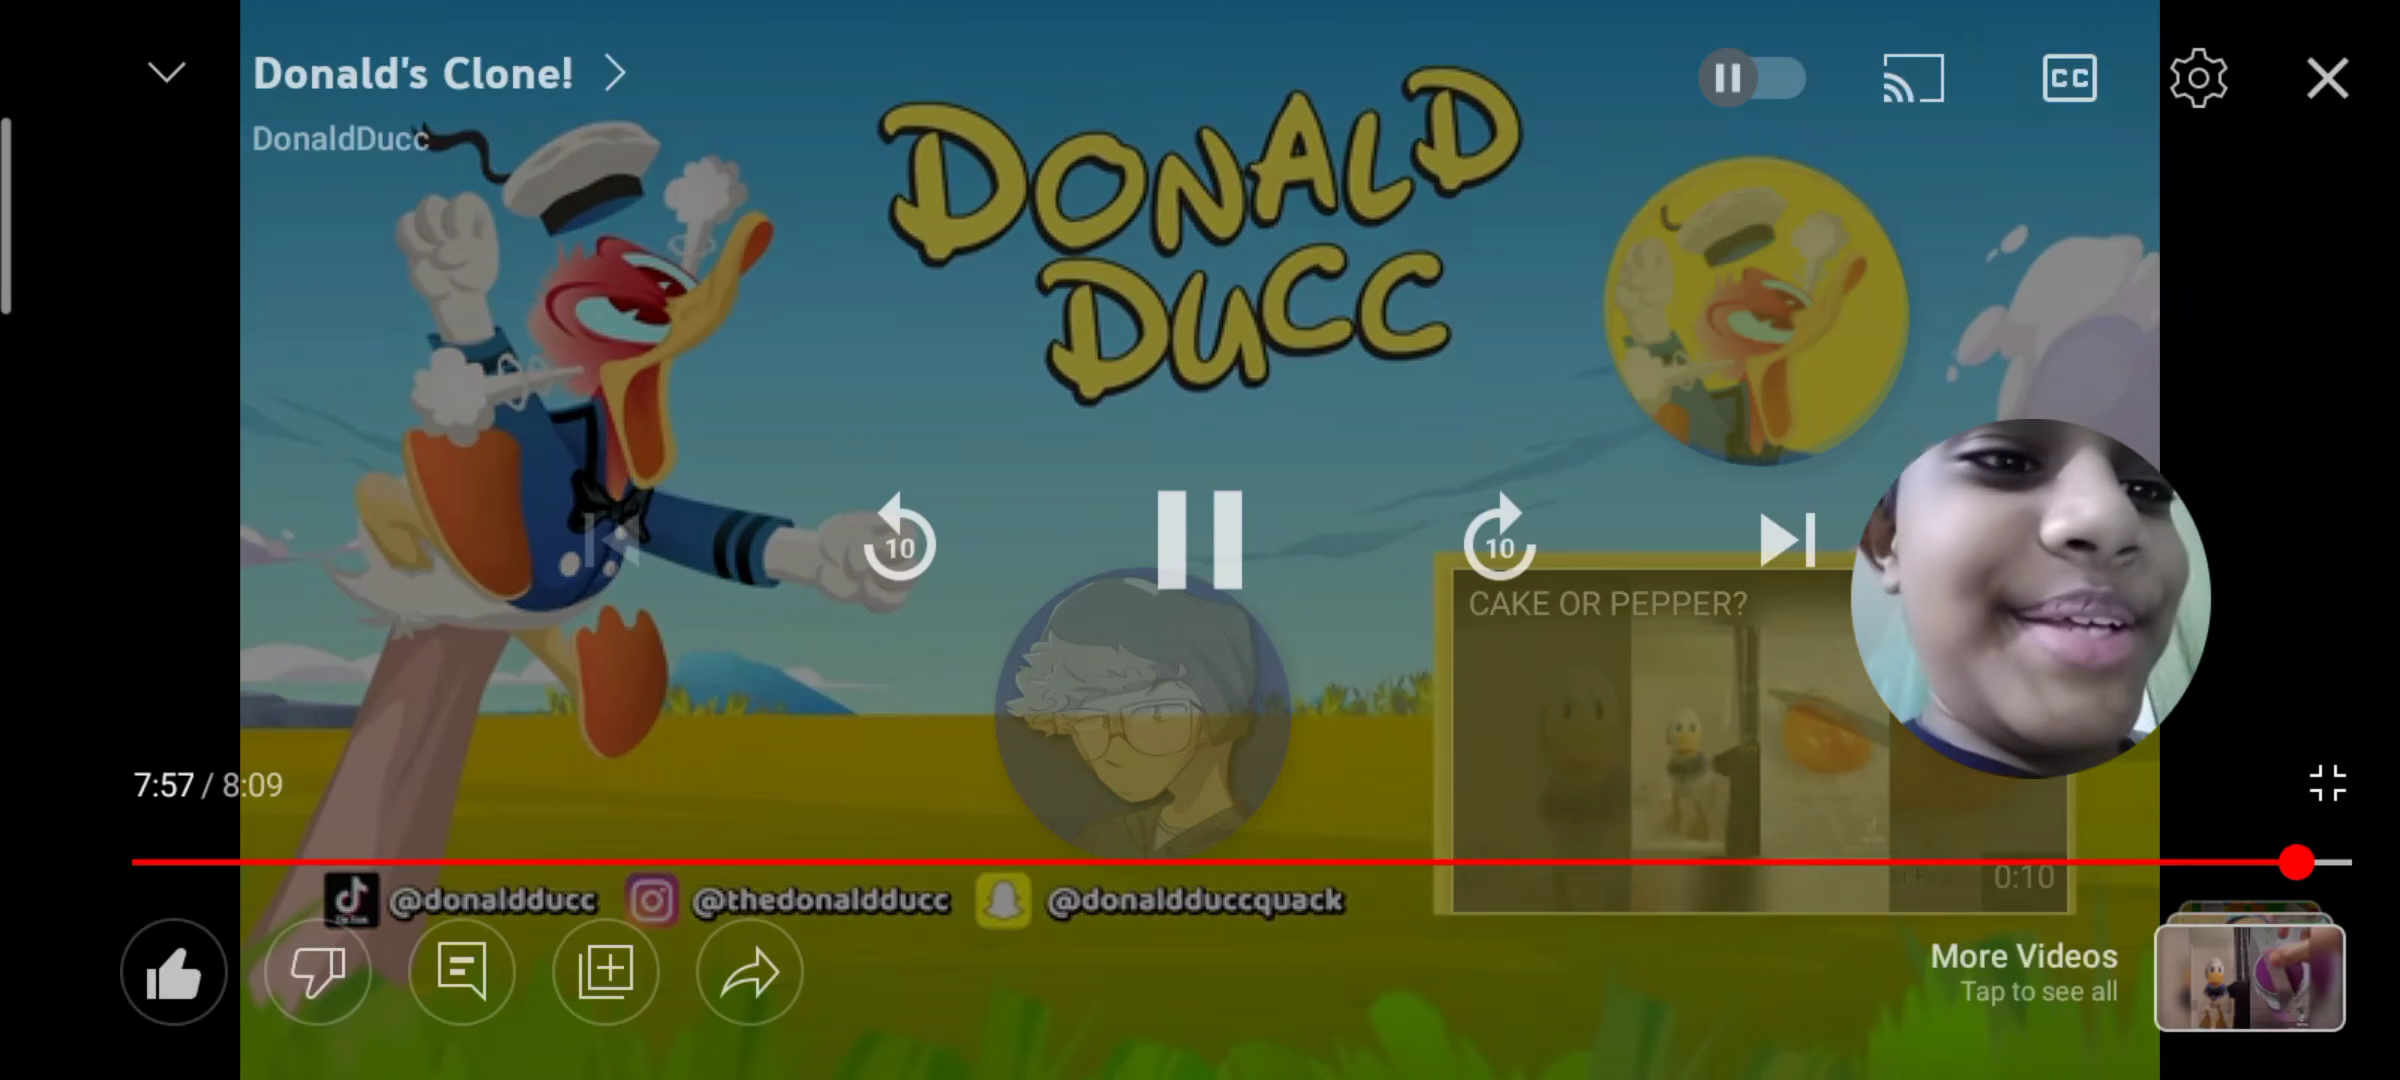 Donald's Clone!
DonaldDucc
DONALD
DUCC
CC
10
10
CAKE OR PEPPER?
7:57 / 8:09
0:10
@donaldducc
@thedonaldducc
@donaldduccquack
More Videos
Tap to see all